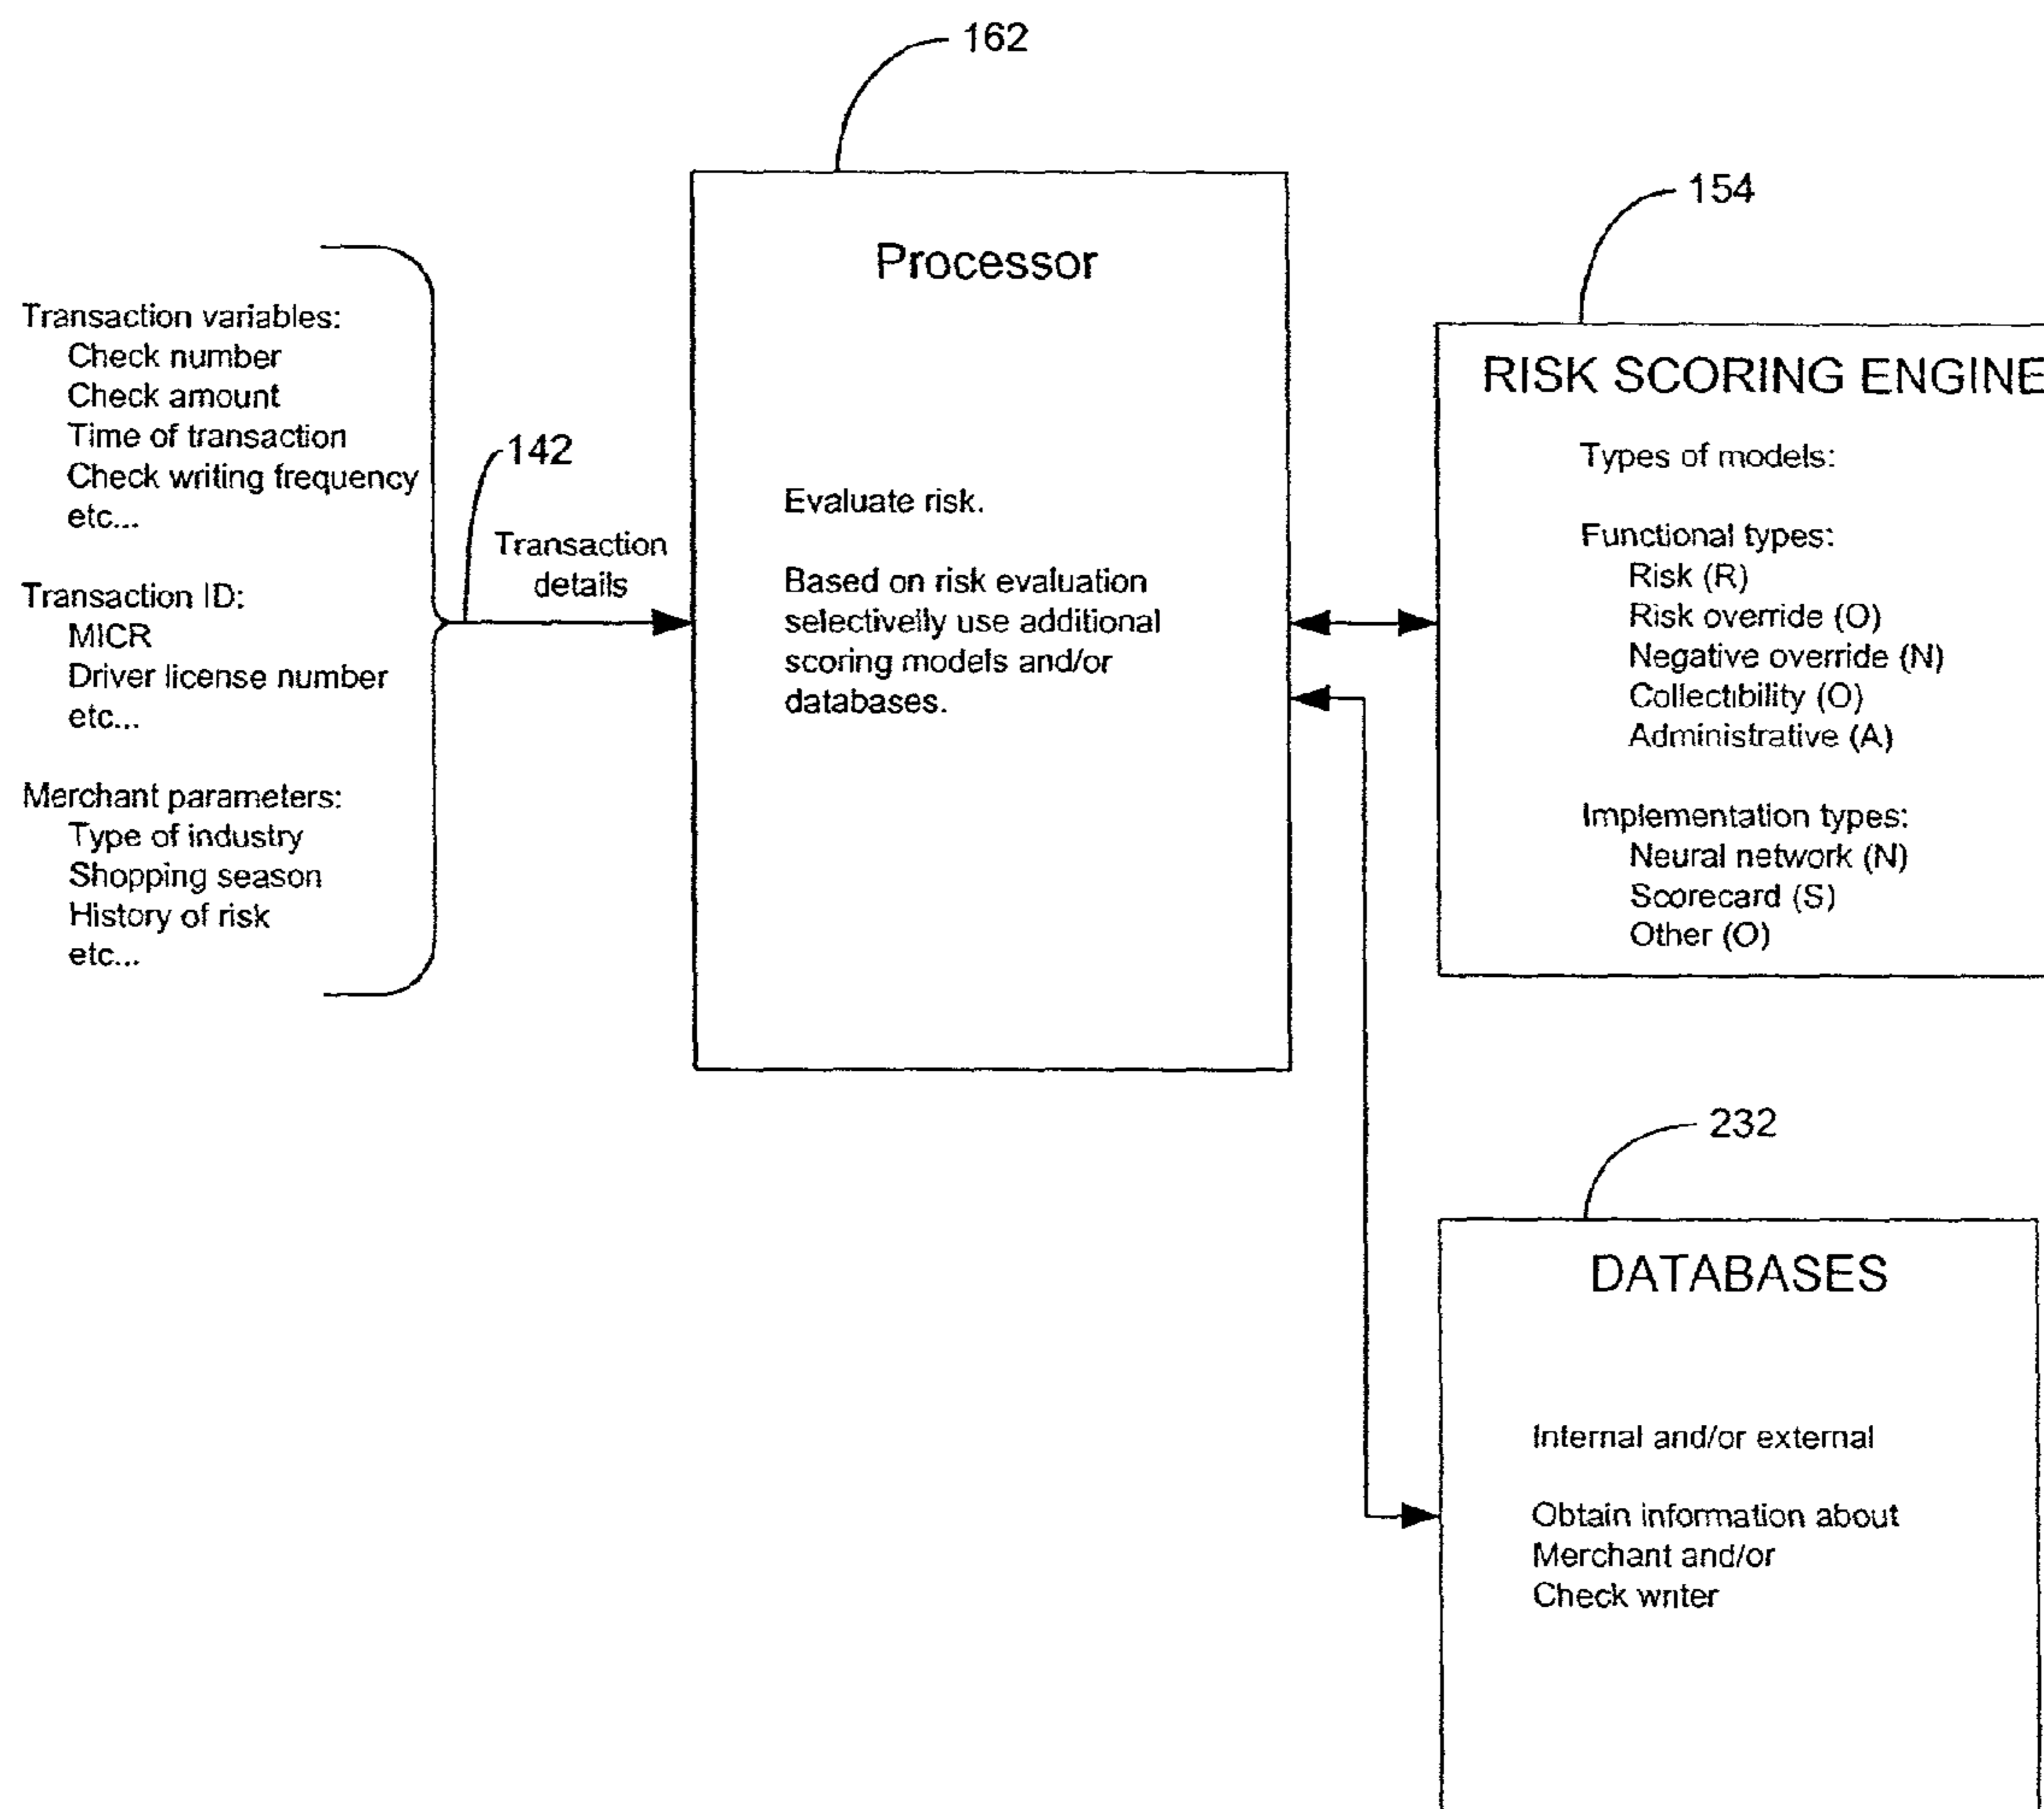 162
154
Processor
RISK SCORING ENGINE
Transaction variables:
Check number
Check amount
Time of transaction
Check writing frequency
etc...
Transaction ID:
MICR
Driver license number
etc...
Merchant parameters:
Type of industry
Shopping season
History of risk
etc...
142
Transaction
details
Evaluate risk.
Based on risk evaluation
selectivelly use additional
scoring models and/or
databases.
Types of models:
Functional types:
Risk (R)
Risk override (O)
Negative override (N)
Collectibility (O)
Administrative (A)
Implementation types:
Neural network (N)
Scorecard (S)
Other (O)
232
DATABASES
Internal and/or external
Obtain information about
Merchant and/or
Check writer